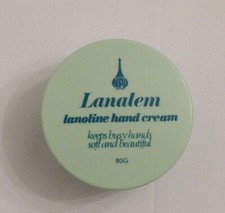 Lanalem
lanoline hand cream
keeps busy hands
soft and beautiful
80G